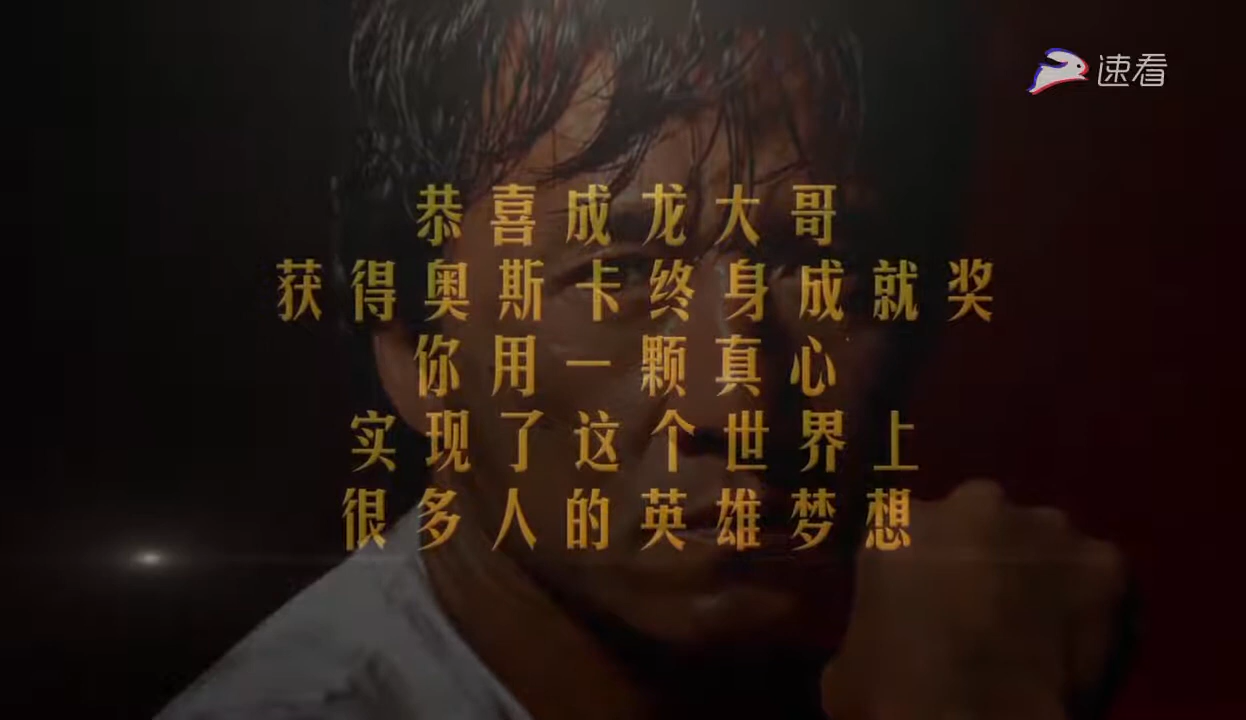 速看
恭喜成龙大哥
获得奥斯卡终身成就奖
你用一颗真心
实现了这个世界上
很多人的英雄梦想